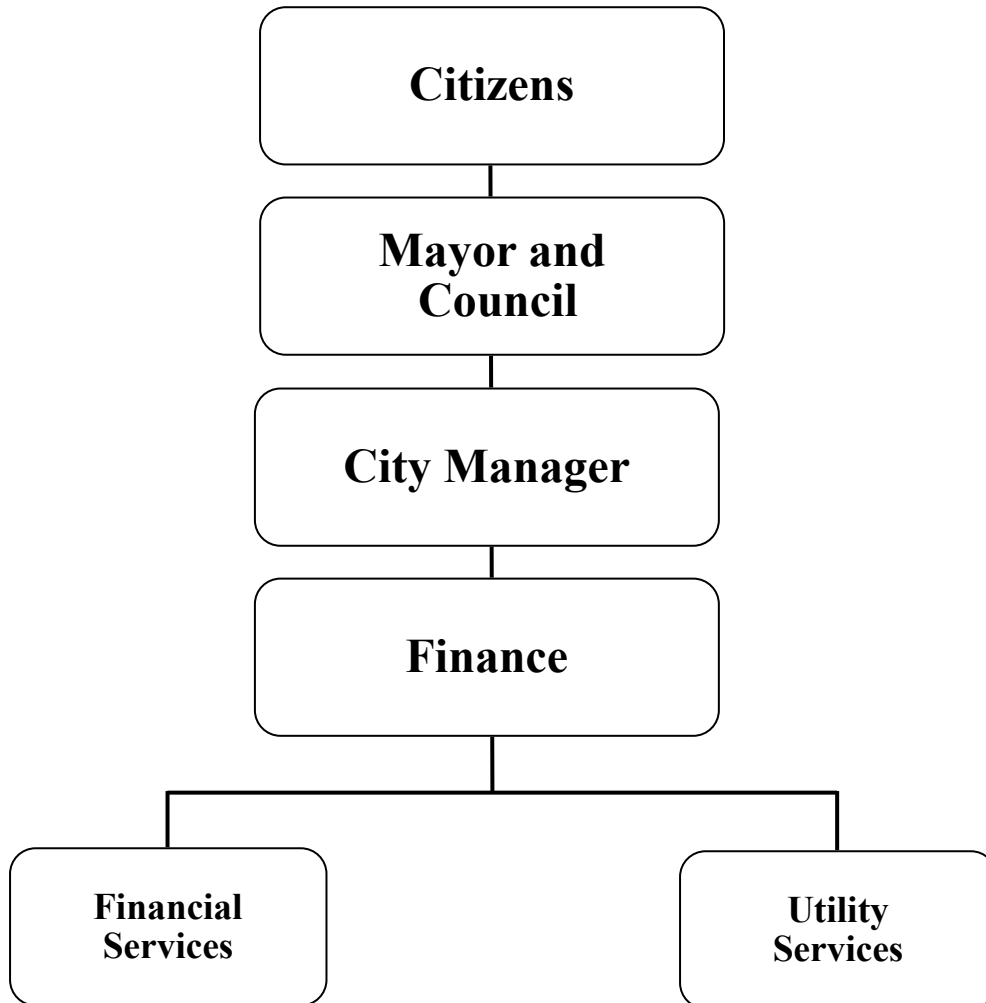 Citizens
Mayor and
Council
City Manager
Finance
Financial
Services
Utility
Services